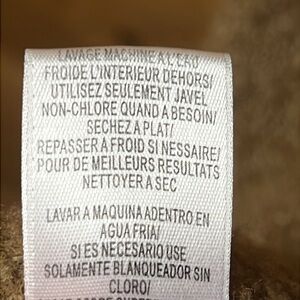 LAVAGE MACHINE A L'EAU
FROIDE L'INTERIEUR DEHORS/
UTILISEZ SEULEMENT JAVEL
NON-CHLORE QUAND A BESOIN/
SECHEZ A PLAT/
REPASSER A FROID SI NESSAIRE/
POUR DE MEILLEURS RESULTATS
NETTOYER A SEC
LAVAR A MAQUINA ADENTRO EN
AGUA FRIA/
SI ES NECESARIO USE
SOLAMENTE BLANQUEADOR SIN
CLORO/